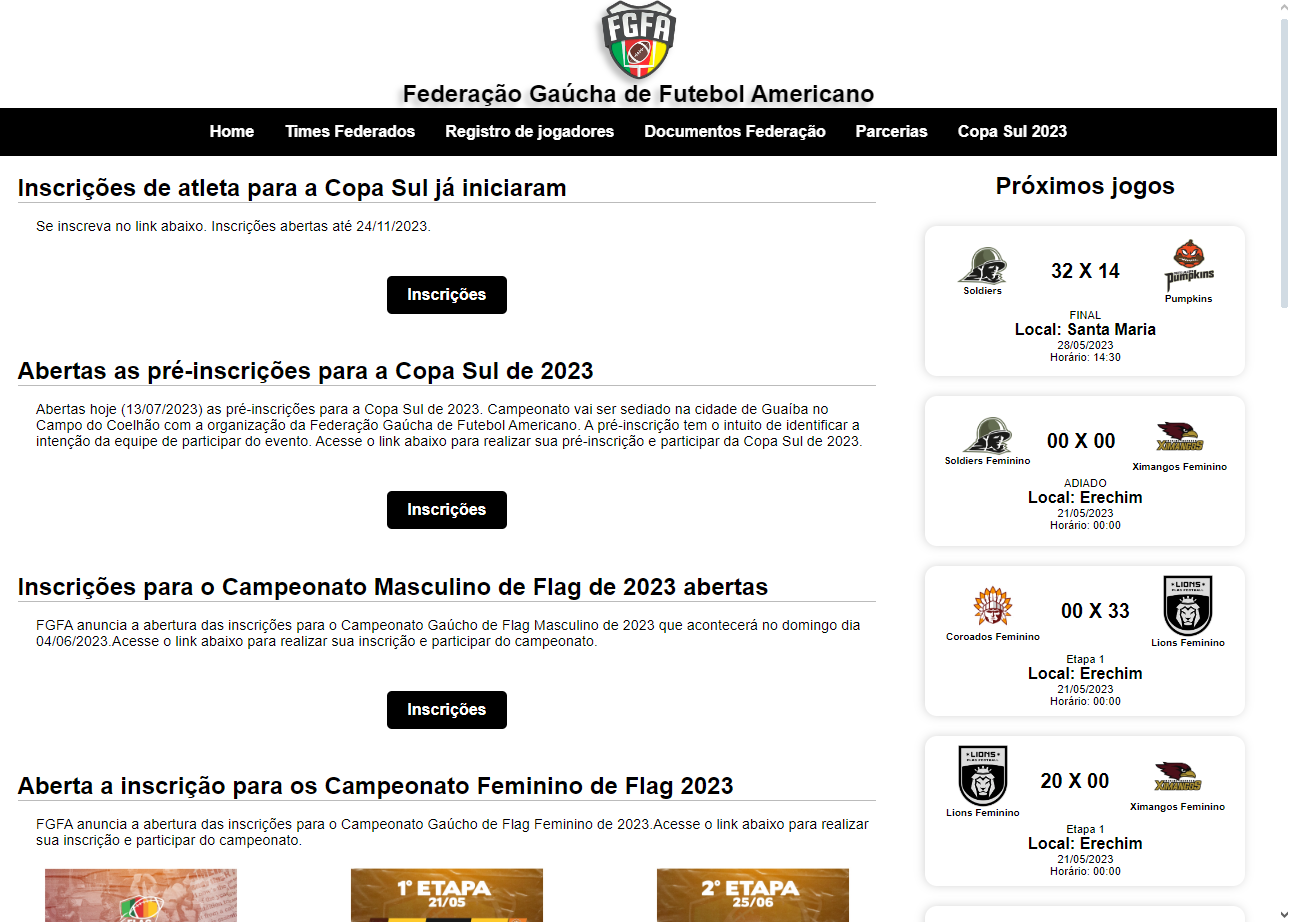 FGFA
Federação Gaúcha de Futebol Americano
Home Times Federados Registro de jogadores Documentos Federação Parcerias Copa Sul 2023
Inscrições de atleta para a Copa Sul já iniciaram
Se inscreva no link abaixo. Inscrições abertas até 24/11/2023.
Inscrições
Abertas as pré-inscrições para a Copa Sul de 2023
Abertas hoje (13/07/2023) as pré-inscrições para a Copa Sul de 2023. Campeonato vai ser sediado na cidade de Guaíba no
Campo do Coelhão com a organização da Federação Gaúcha de Futebol Americano. A pré-inscrição tem o intuito de identificar a
intenção da equipe de participar do evento. Acesse o link abaixo para realizar sua pré-inscrição e participar da Copa Sul de 2023.
Inscrições
Inscrições para o Campeonato Masculino de Flag de 2023 abertas
FGFA anuncia a abertura das inscrições para o Campeonato Gaúcho de Flag Masculino de 2023 que acontecerá no domingo dia
04/06/2023.Acesse o link abaixo para realizar sua inscrição e participar do campeonato.
Inscrições
Aberta a inscrição para os Campeonato Feminino de Flag 2023
FGFA anuncia a abertura das inscrições para o Campeonato Gaúcho de Flag Feminino de 2023.Acesse o link abaixo para realizar
sua inscrição e participar do campeonato.
1º ETAPA
21/05
2º ETAPA
25/06
Próximos jogos
32 X 14
Pumpkins
Soldiers
Pumpkins
FINAL
Local: Santa Maria
28/05/2023
Horário: 14:30
00 X 00
XIMANGOS
Soldiers Feminino
Ximangos Feminino
ADIADO
Local: Erechim
21/05/2023
Horário: 00:00
LIONS
FLAG FOOTBALL
00 X 33
Coroados Feminino
Lions Feminino
Etapa 1
Local: Erechim
21/05/2023
Horário: 00:00
LIONS
FLAG FOOTBALL
20 X 00
XIMANGOS
Lions Feminino
Ximangos Feminino
Etapa 1
Local: Erechim
21/05/2023
Horário: 00:00